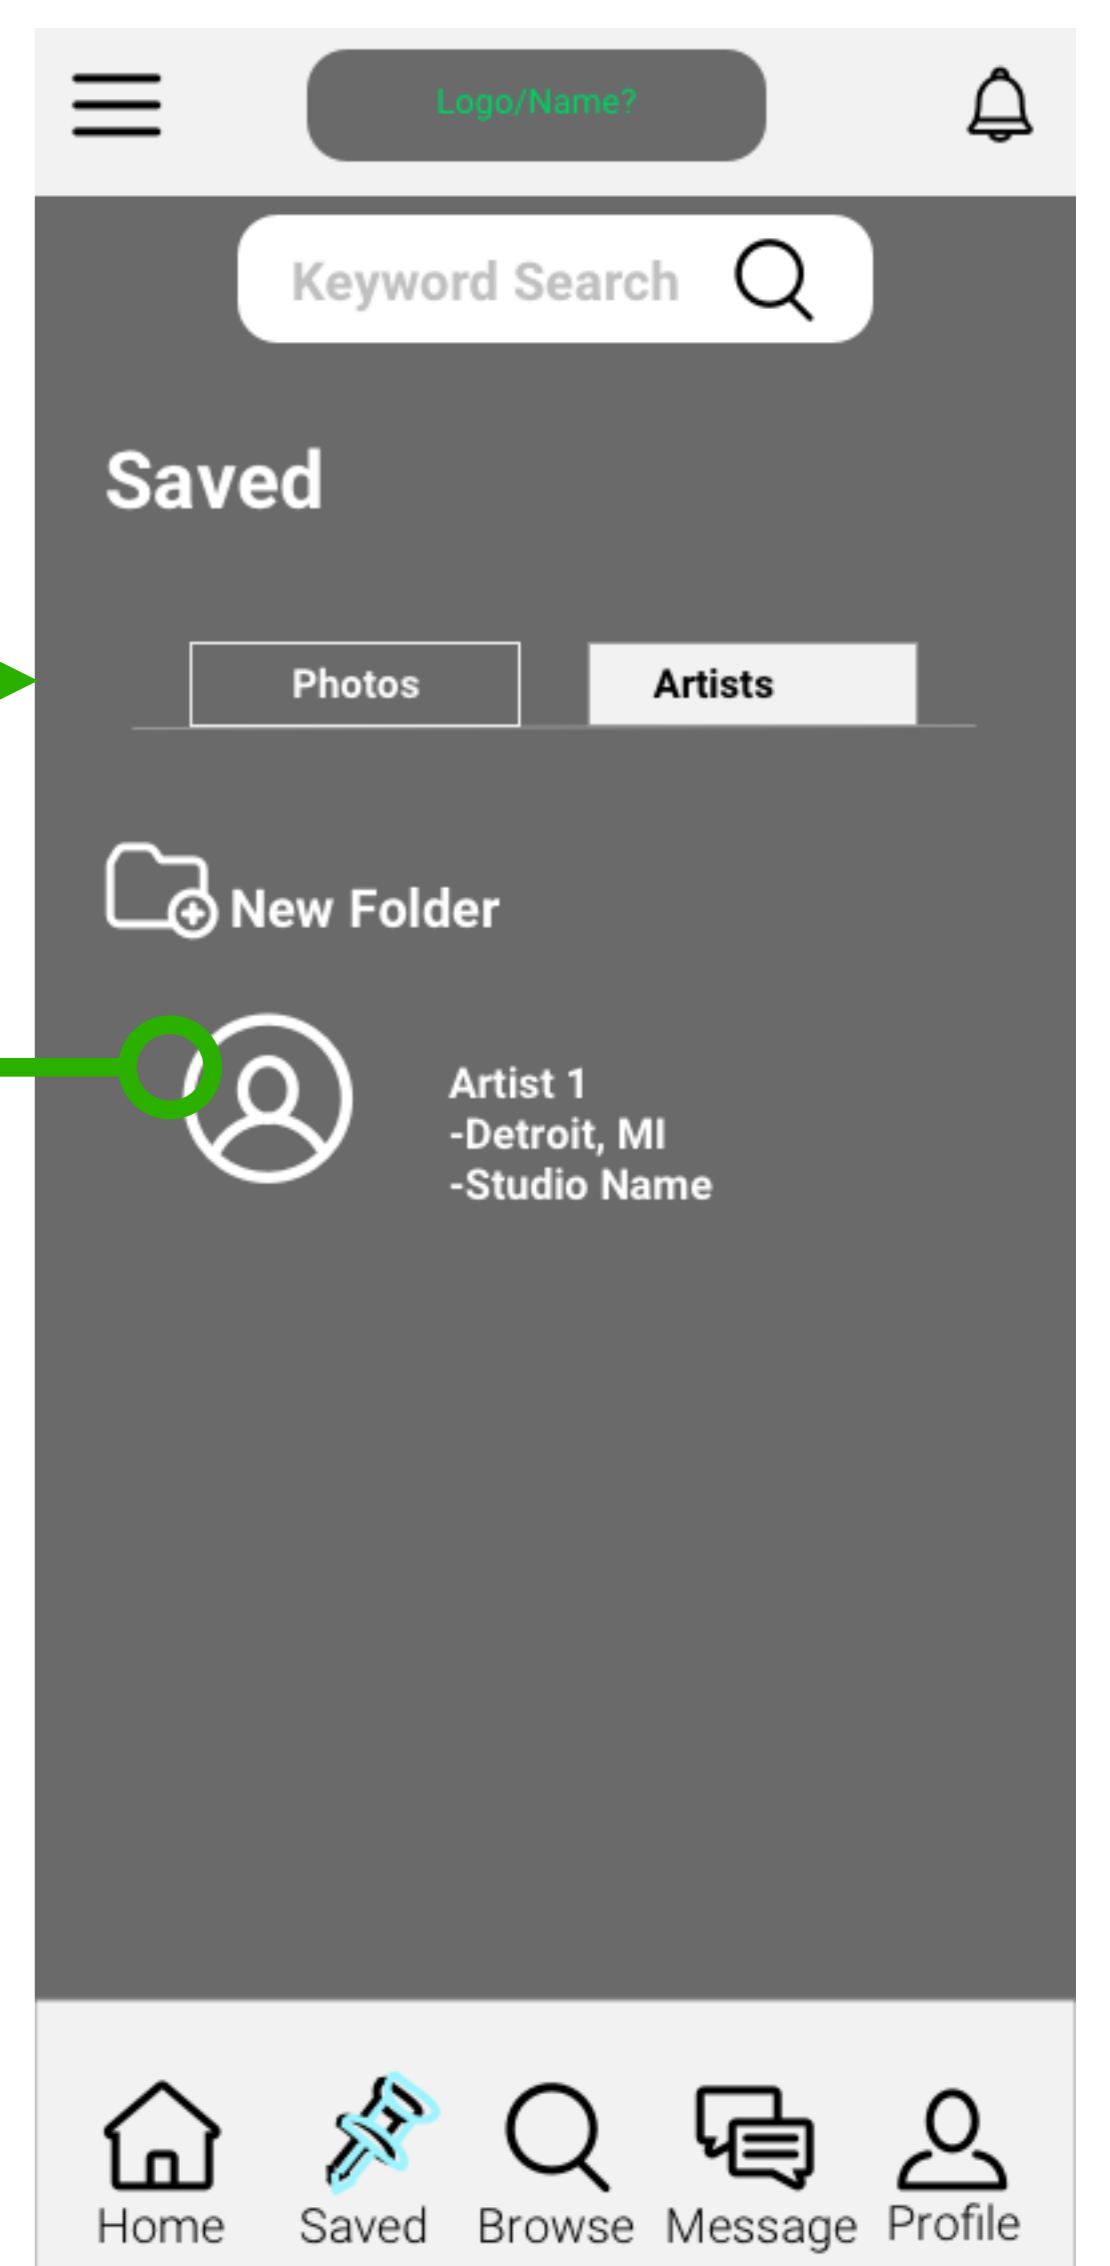 Logo/Name?
Keyword Search
Saved
Photos
Artists
New Folder
Artist 1
-Detroit, MI
-Studio Name
Home
Saved
Browse
Message
Profile